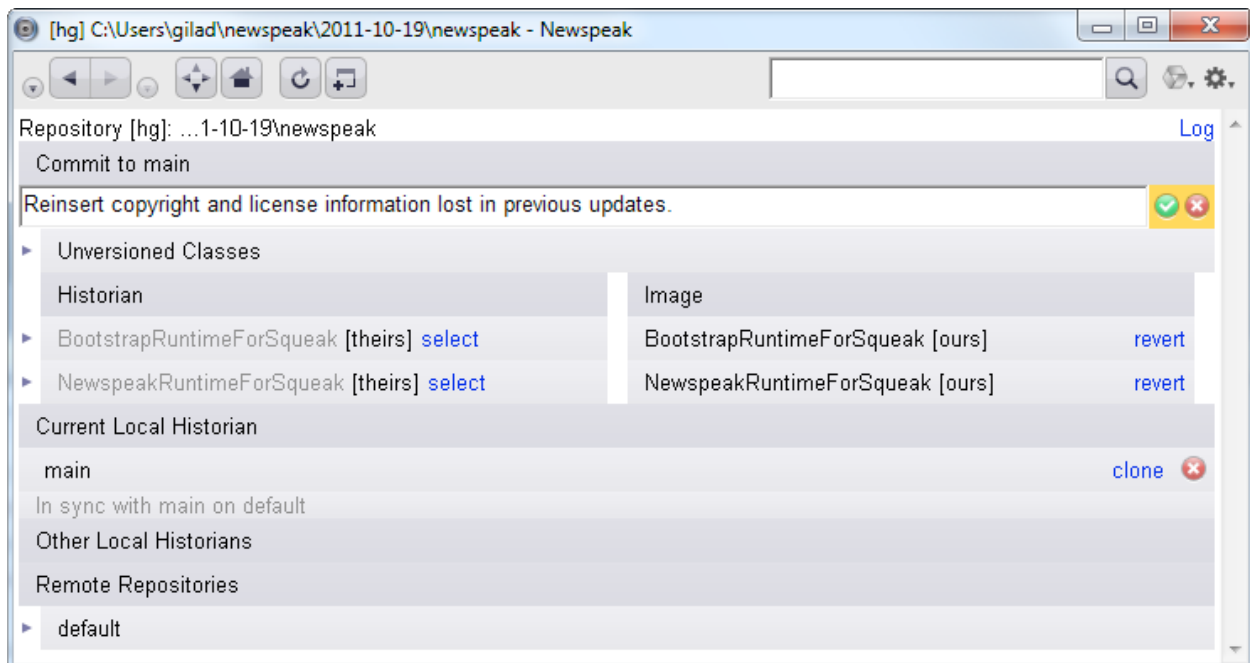 [hg] C:\Users\gilad\newspeak\2011-10-19\newspeak - Newspeak
Repository [hg]: ...1-10-19\newspeak Log
Commit to main
Reinsert copyright and license information lost in previous updates.
Unversioned Classes
Historian Image
BootstrapRuntimeForSqueak [theirs] select BootstrapRuntimeForSqueak [ours] revert
NewspeakRuntimeForSqueak [theirs] select NewspeakRuntimeForSqueak [ours] revert
Current Local Historian
main clone
In sync with main on default
Other Local Historians
Remote Repositories
default